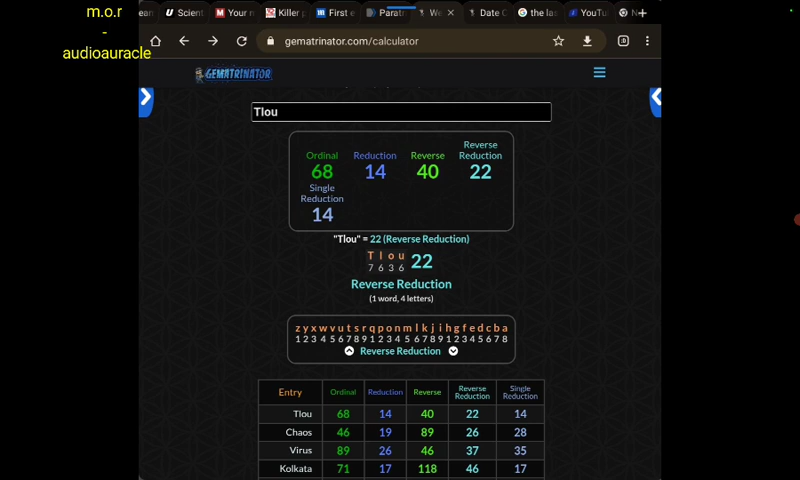 m.o.r
-
audioauracle
ean
Scient
Your n
Killer p
First e
Paratr
We
Date C
the las
YouTu
N
gematrinator.com/calculator
GEMATRINATOR
Tlou
Ordinal Reduction Reverse Reverse Reduction
68 14 40 22
Single Reduction
14
"Tlou" = 22 (Reverse Reduction)
T l o u 22
7 6 3 6
Reverse Reduction
(1 word, 4 letters)
z y x w v u t s r q p o n m l k j i h g f e d c b a
1 2 3 4 5 6 7 8 9 1 2 3 4 5 6 7 8 9 1 2 3 4 5 6 7 8
Reverse Reduction
Entry Ordinal Reduction Reverse Reverse Reduction Single Reduction
Tlou 68 14 40 22 14
Chaos 46 19 89 26 28
Virus 89 26 46 37 35
Kolkata 71 17 118 46 17